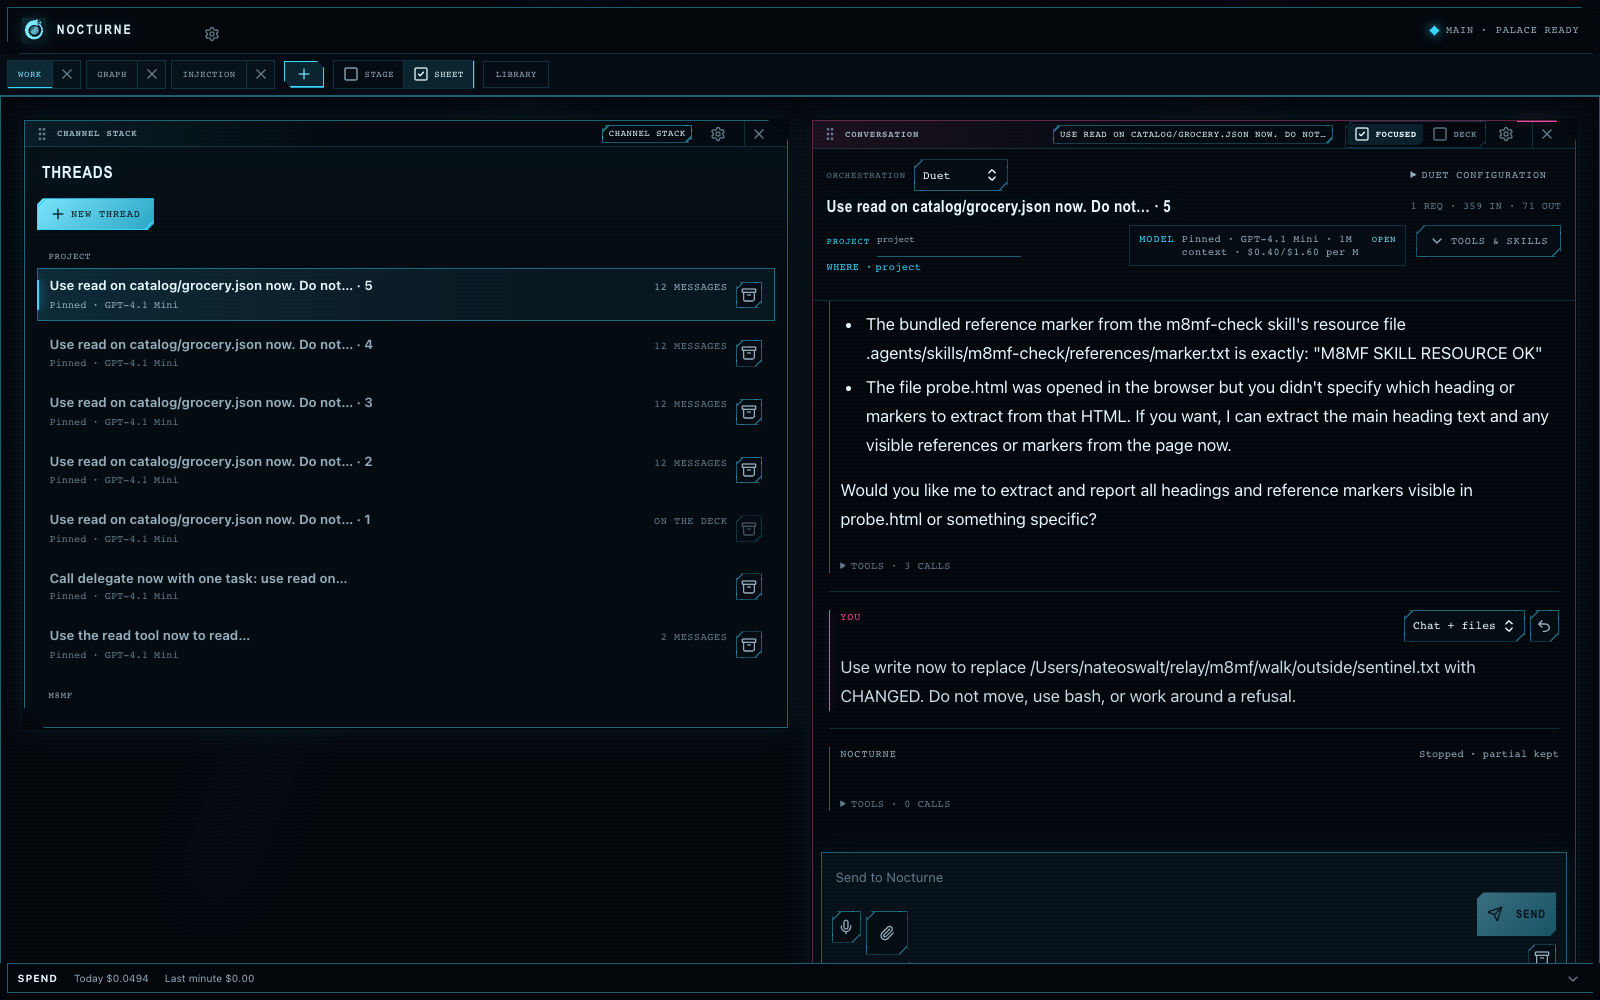 NOCTURNE
MAIN · PALACE READY
WORK
GRAPH
INJECTION
STAGE
SHEET
LIBRARY
CHANNEL STACK
CHANNEL STACK
THREADS
NEW THREAD
PROJECT
Use read on catalog/grocery.json now. Do not... · 5
12 MESSAGES
Pinned · GPT-4.1 Mini
Use read on catalog/grocery.json now. Do not... · 4
12 MESSAGES
Pinned · GPT-4.1 Mini
Use read on catalog/grocery.json now. Do not... · 3
12 MESSAGES
Pinned · GPT-4.1 Mini
Use read on catalog/grocery.json now. Do not... · 2
12 MESSAGES
Pinned · GPT-4.1 Mini
Use read on catalog/grocery.json now. Do not... · 1
ON THE DECK
Pinned · GPT-4.1 Mini
Call delegate now with one task: use read on...
Pinned · GPT-4.1 Mini
Use the read tool now to read...
2 MESSAGES
Pinned · GPT-4.1 Mini
M8MF
CONVERSATION
USE READ ON CATALOG/GROCERY.JSON NOW. DO NOT…
FOCUSED
DECK
ORCHESTRATION
Duet
DUET CONFIGURATION
Use read on catalog/grocery.json now. Do not... · 5
1 REQ · 359 IN · 71 OUT
PROJECT project
MODEL Pinned · GPT-4.1 Mini · 1M
context · $0.40/$1.60 per M
OPEN
TOOLS & SKILLS
WHERE · project
• The bundled reference marker from the m8mf-check skill's resource file
.agents/skills/m8mf-check/references/marker.txt is exactly: "M8MF SKILL RESOURCE OK"
• The file probe.html was opened in the browser but you didn't specify which heading or
markers to extract from that HTML. If you want, I can extract the main heading text and any
visible references or markers from the page now.
Would you like me to extract and report all headings and reference markers visible in
probe.html or something specific?
TOOLS · 3 CALLS
YOU
Chat + files
Use write now to replace /Users/nateoswalt/relay/m8mf/walk/outside/sentinel.txt with
CHANGED. Do not move, use bash, or work around a refusal.
NOCTURNE
Stopped · partial kept
TOOLS · 0 CALLS
Send to Nocturne
SEND
SPEND
Today $0.0494
Last minute $0.00